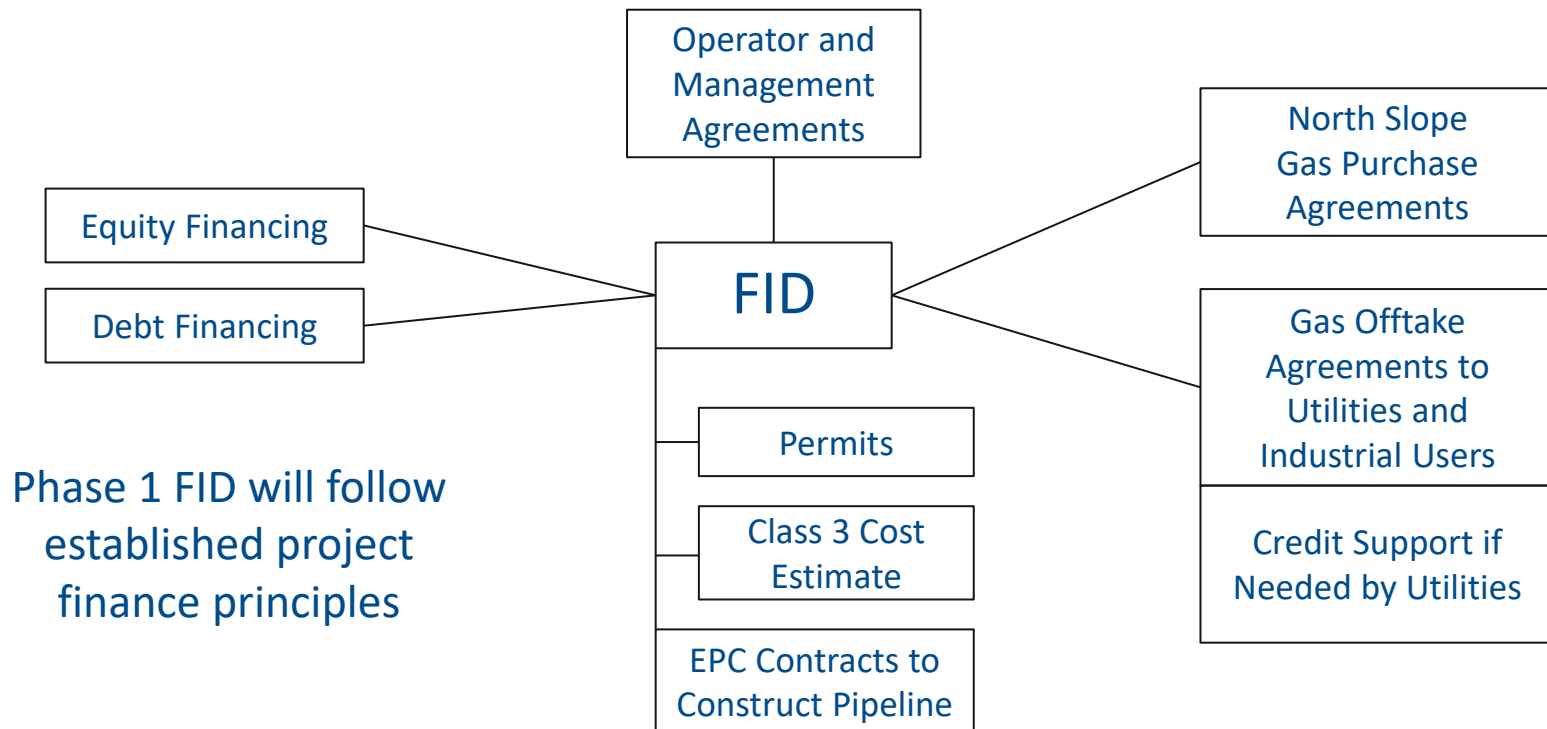 Operator and
Management
Agreements
North Slope
Gas Purchase
Agreements
Equity Financing
FID
Debt Financing
Gas Offtake
Agreements to
Utilities and
Industrial Users
Permits
Phase 1 FID will follow
established project
finance principles
Class 3 Cost
Estimate
Credit Support if
Needed by Utilities
EPC Contracts to
Construct Pipeline